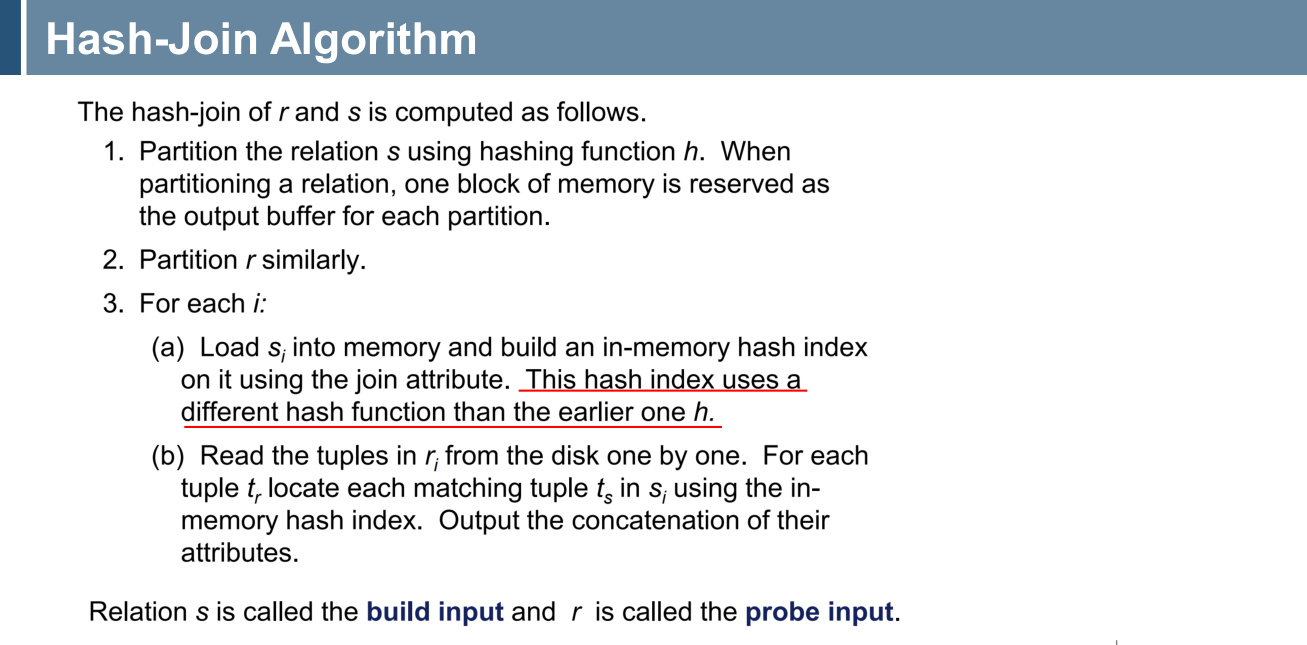 Hash-Join Algorithm
The hash-join of r and s is computed as follows.
1. Partition the relation s using hashing function h. When
partitioning a relation, one block of memory is reserved as
the output buffer for each partition.
2. Partition r similarly.
3. For each i:
(a) Load si into memory and build an in-memory hash index
on it using the join attribute. This hash index uses a
different hash function than the earlier one h.
(b) Read the tuples in ri from the disk one by one. For each
tuple tr locate each matching tuple ts in si using the in-
memory hash index. Output the concatenation of their
attributes.
Relation s is called the build input and r is called the probe input.